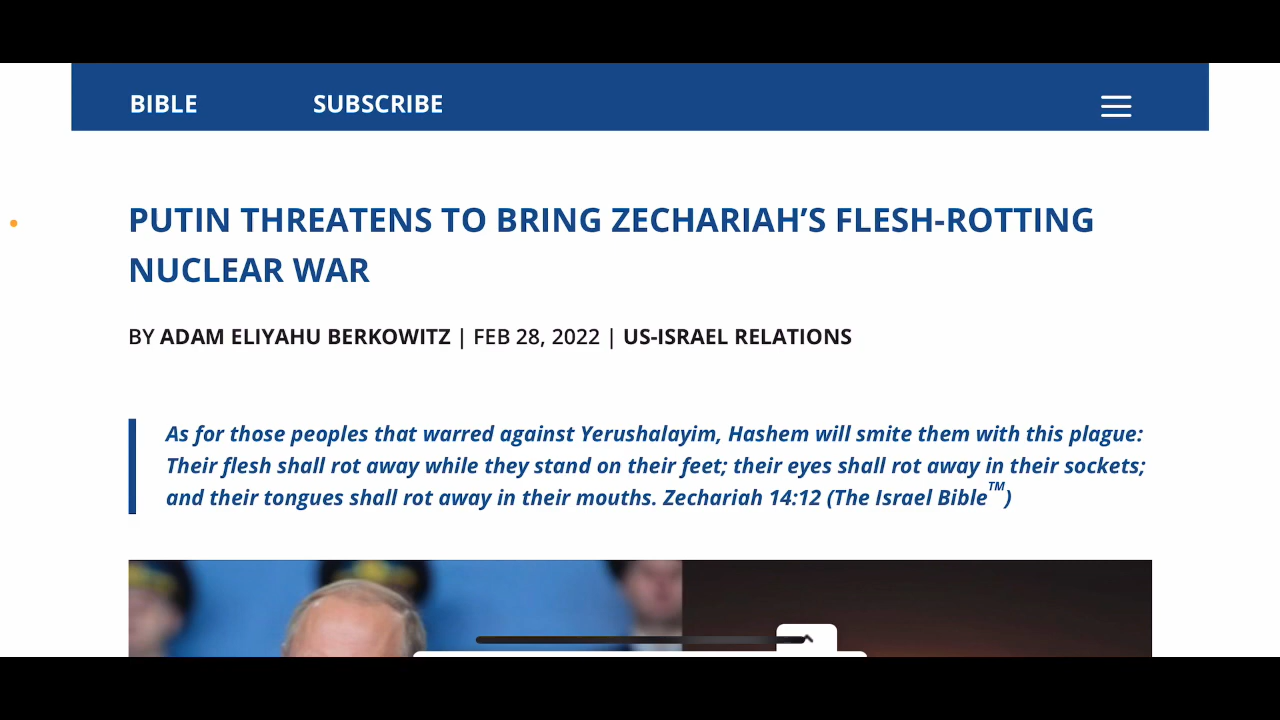 BIBLE SUBSCRIBE
PUTIN THREATENS TO BRING ZECHARIAH’S FLESH-ROTTING
NUCLEAR WAR
BY ADAM ELIYAHU BERKOWITZ | FEB 28, 2022 | US-ISRAEL RELATIONS
As for those peoples that warred against Yerushalayim, Hashem will smite them with this plague:
Their flesh shall rot away while they stand on their feet; their eyes shall rot away in their sockets;
and their tongues shall rot away in their mouths. Zechariah 14:12 (The Israel Bible™)